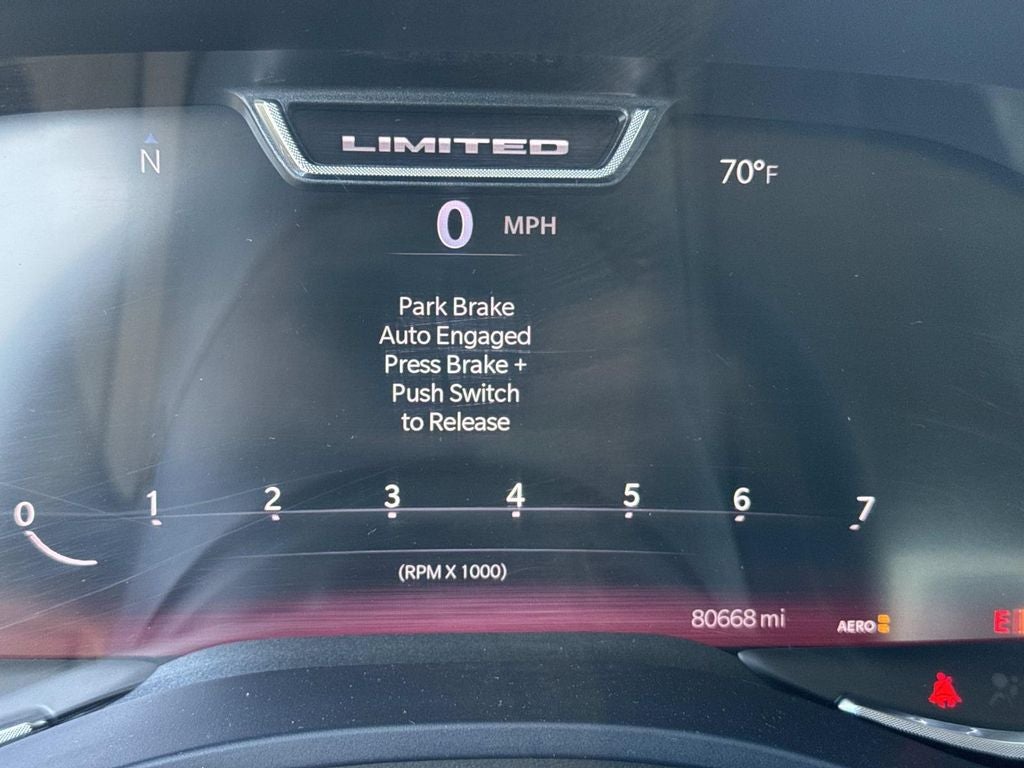 LIMITED
N
70°F
0 MPH
Park Brake
Auto Engaged
Press Brake +
Push Switch
to Release
0 1 2 3 4 5 6 7
(RPM X 1000)
80668 mi
AERO
E